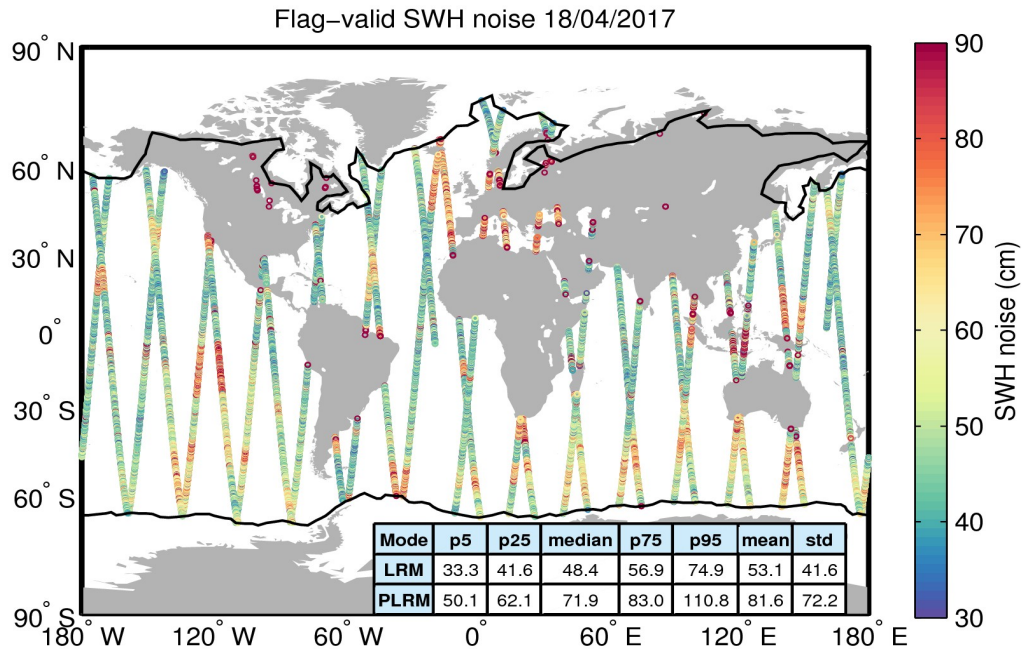 Flag−valid SWH noise 18/04/2017
90° N
60° N
30° N
0°
30° S
60° S
90° S
180° W
120° W
60° W
0°
60° E
120° E
180° E
Mode p5 p25 median p75 p95 mean std
LRM 33.3 41.6 48.4 56.9 74.9 53.1 41.6
PLRM 50.1 62.1 71.9 83.0 110.8 81.6 72.2
90
80
70
60
50
40
30
SWH noise (cm)